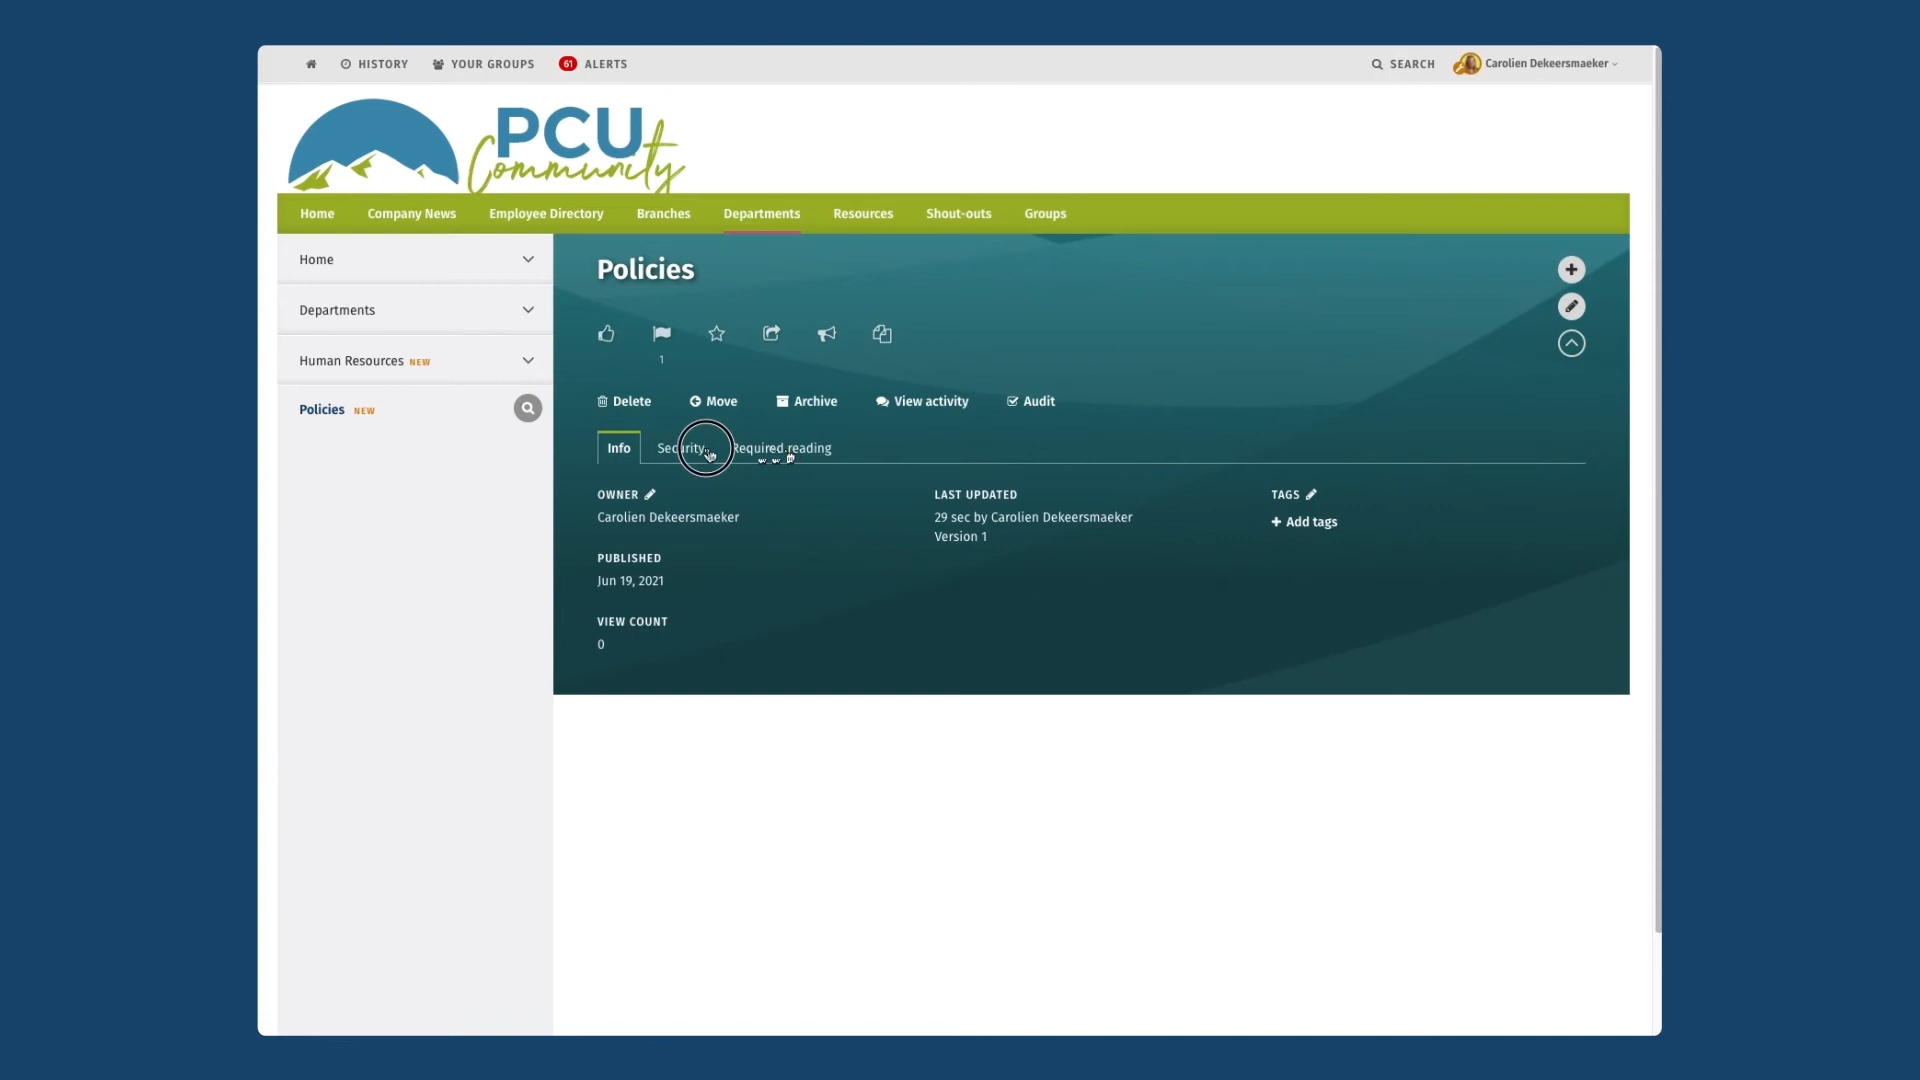 HISTORY YOUR GROUPS 61 ALERTS SEARCH Carolien Dekeersmaeker
PCU
Community
Home Company News Employee Directory Branches Departments Resources Shout-outs Groups
Home
Departments
Human Resources NEW
Policies NEW
Policies
1
Delete Move Archive View activity Audit
Info Security Required reading
OWNER
Carolien Dekeersmaeker
PUBLISHED
Jun 19, 2021
VIEW COUNT
0
LAST UPDATED
29 sec by Carolien Dekeersmaeker
Version 1
TAGS
+ Add tags